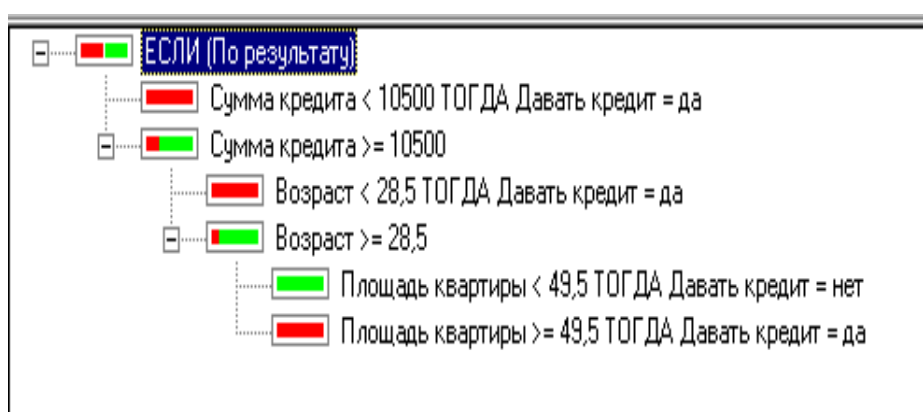 ЕСЛИ (По результату)
Сумма кредита < 10500 ТОГДА Давать кредит = да
Сумма кредита >= 10500
Возраст < 28,5 ТОГДА Давать кредит = да
Возраст >= 28,5
Площадь квартиры < 49,5 ТОГДА Давать кредит = нет
Площадь квартиры >= 49,5 ТОГДА Давать кредит = да